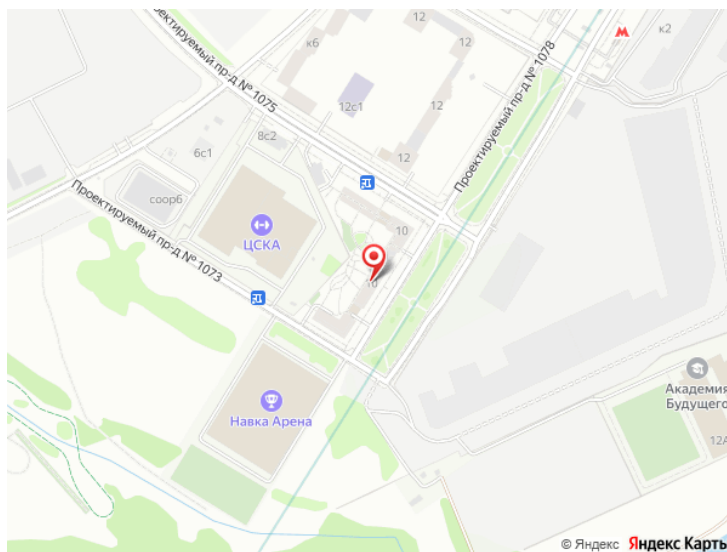 к6
12
к2
М
Проектируемый пр-д № 1075
12с1
12
Проектируемый пр-д № 1078
8с2
6с1
12
соор6
10
ЦСКА
Проектируемый пр-д № 1073
10
Академия
Будущего
Навка Арена
12А
© Яндекс Яндекс Карты